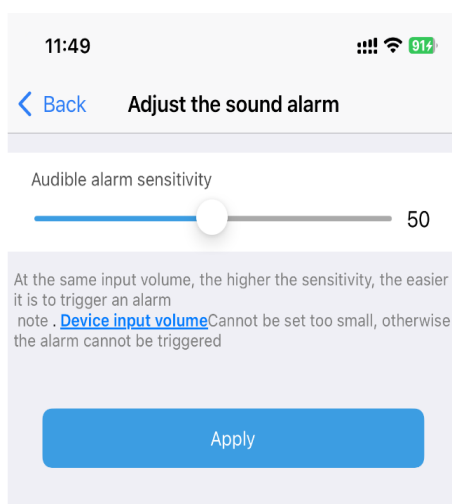 11:49
91
Back Adjust the sound alarm
Audible alarm sensitivity
50
At the same input volume, the higher the sensitivity, the easier
it is to trigger an alarm
note . Device input volumeCannot be set too small, otherwise
the alarm cannot be triggered
Apply